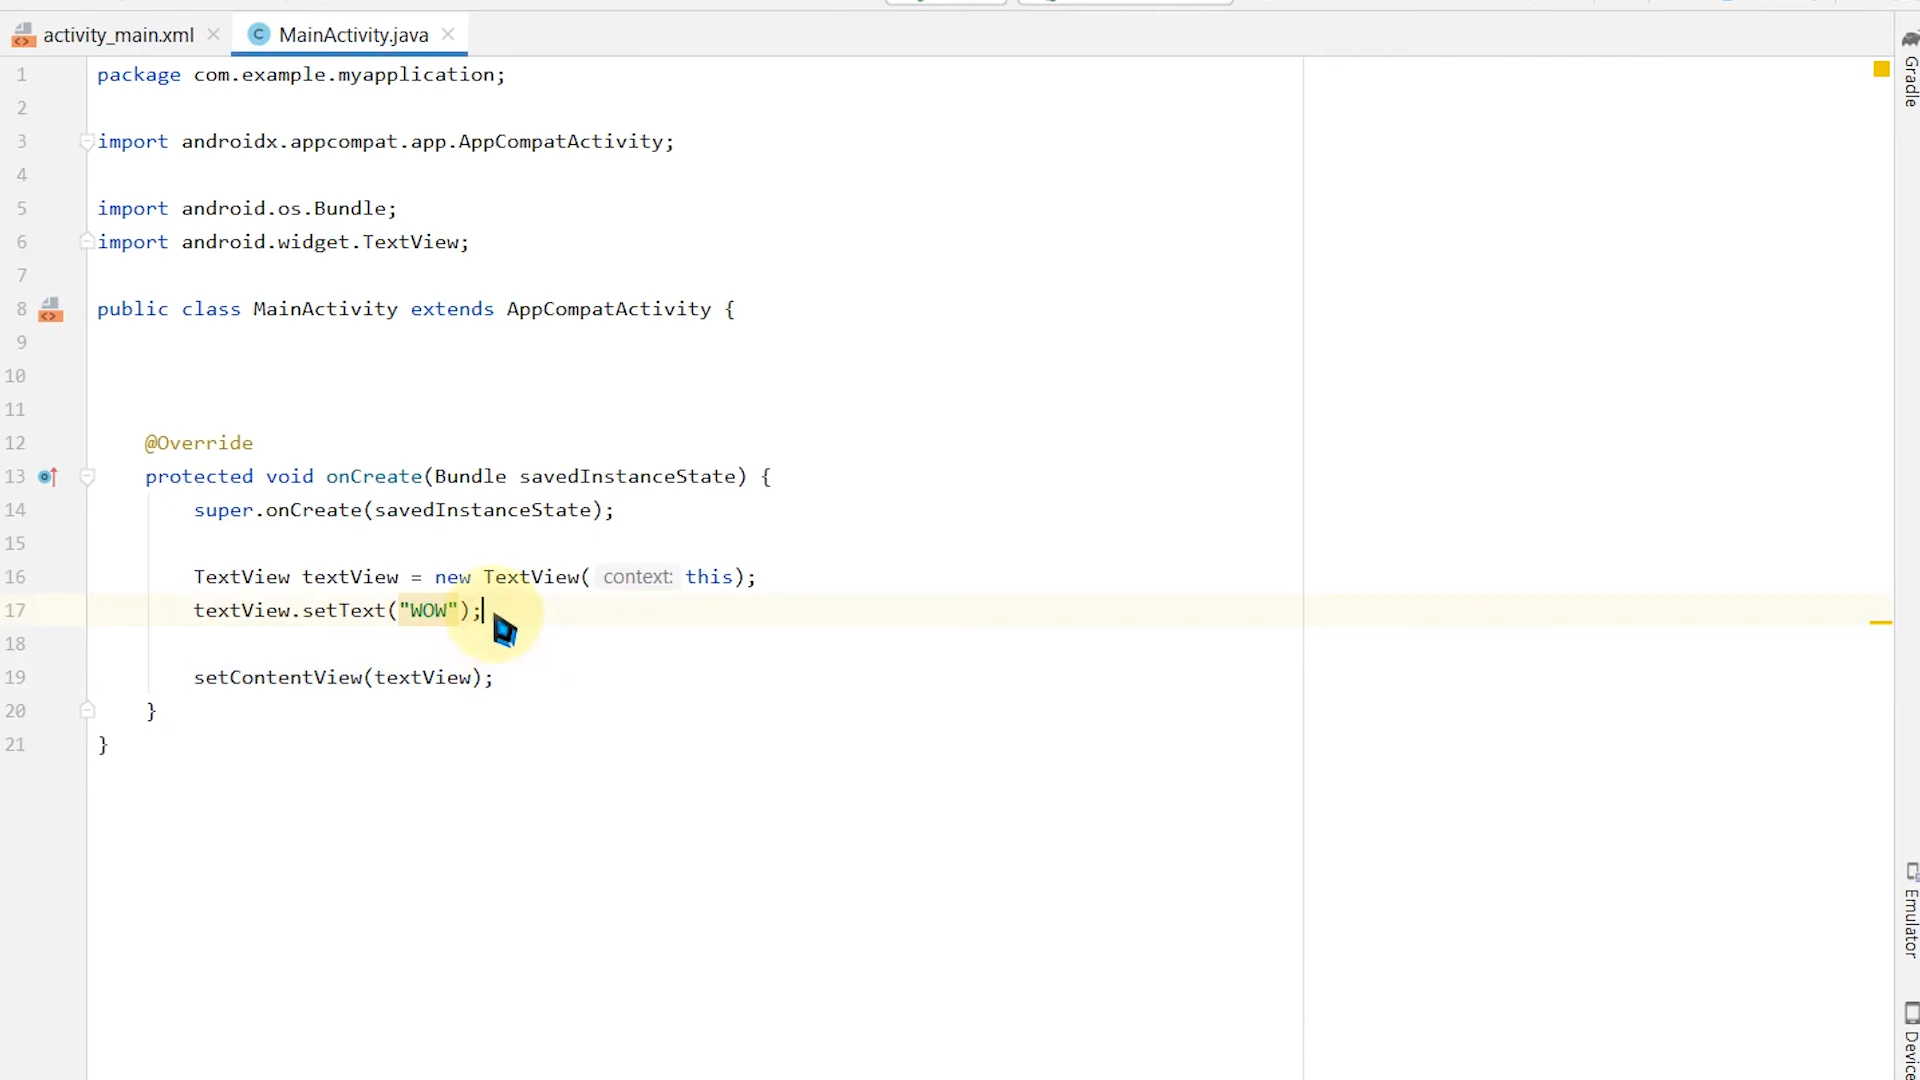 activity_main.xml
MainActivity.java
1 package com.example.myapplication;
2
3 import androidx.appcompat.app.AppCompatActivity;
4
5 import android.os.Bundle;
6 import android.widget.TextView;
7
8 public class MainActivity extends AppCompatActivity {
9
10
11
12 @Override
13 protected void onCreate(Bundle savedInstanceState) {
14 super.onCreate(savedInstanceState);
15
16 TextView textView = new TextView( context: this);
17 textView.setText("WOW");
18
19 setContentView(textView);
20 }
21 }
Gradle
Emulator
Device